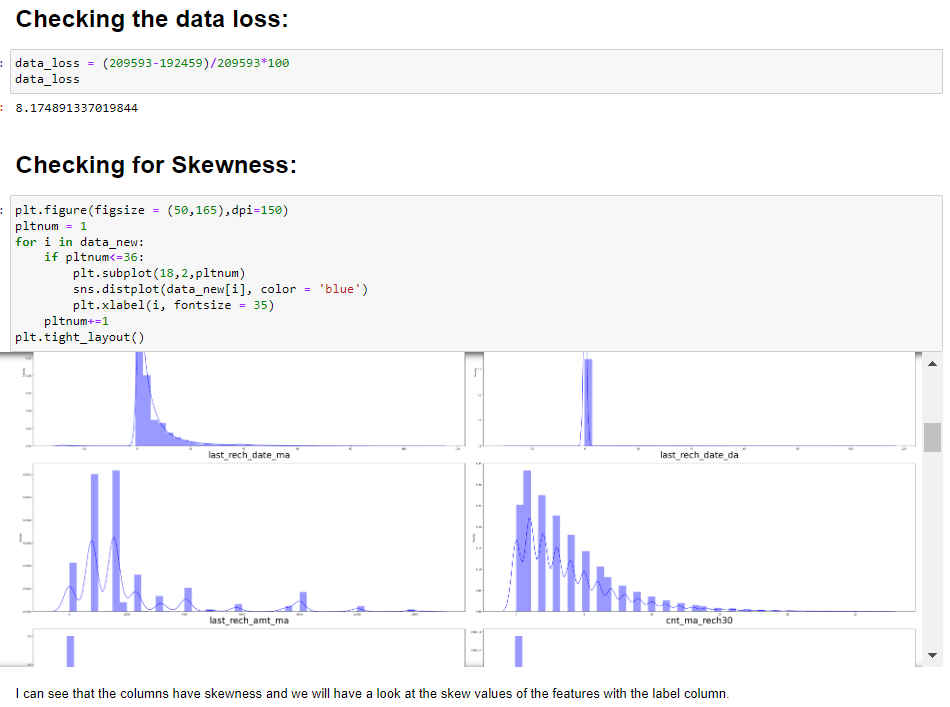 Checking the data loss:
: data_loss = (209593-192459)/209593*100
data_loss
: 8.174891337019844
Checking for Skewness:
: plt.figure(figsize = (50,165),dpi=150)
pltnum = 1
for i in data_new:
    if pltnum<=36:
        plt.subplot(18,2,pltnum)
        sns.distplot(data_new[i], color = 'blue')
        plt.xlabel(i, fontsize = 35)
    pltnum+=1
plt.tight_layout()
last_rech_date_ma
last_rech_date_da
last_rech_amt_ma
cnt_ma_rech30
I can see that the columns have skewness and we will have a look at the skew values of the features with the label column.